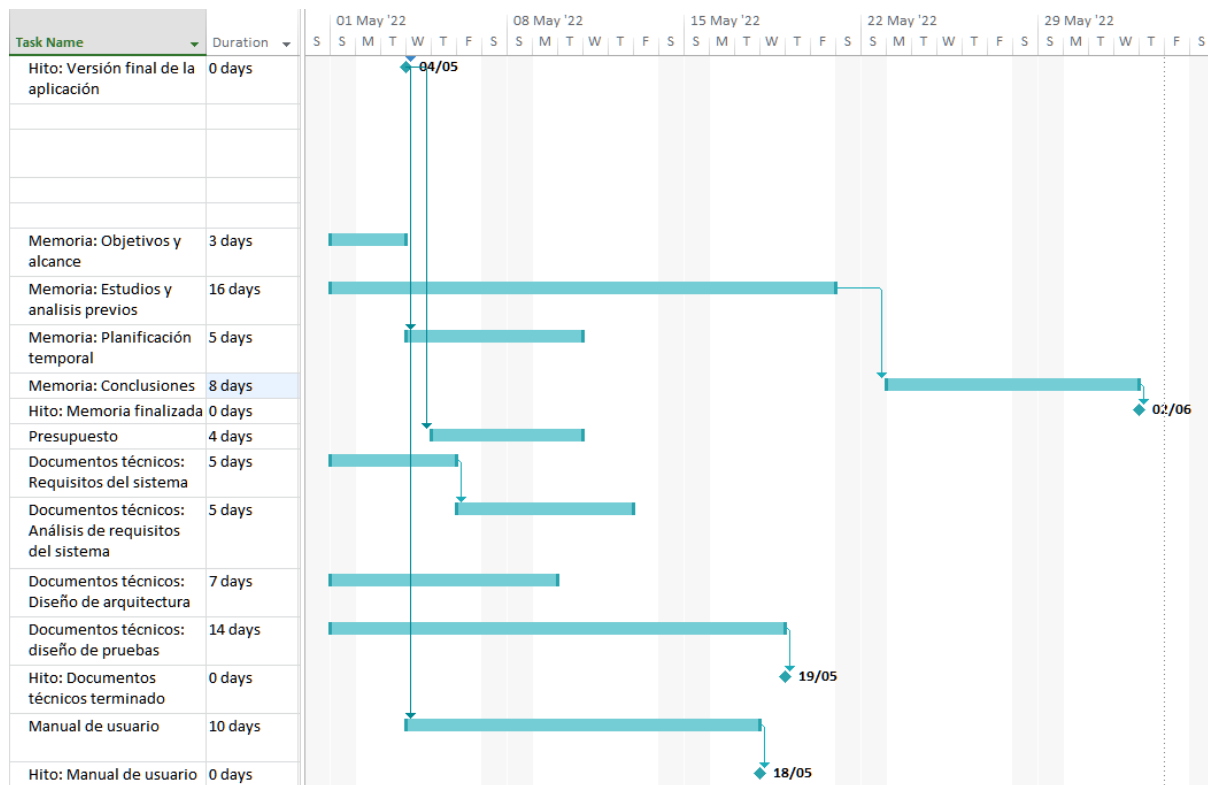 01 May '22 08 May '22 15 May '22 22 May '22 29 May '22
Task Name Duration S S M T W T F S S M T W T F S S M T W T F S S M T W T F S S M T W T F S
Hito: Versión final de la 0 days 04/05
aplicación
Memoria: Objetivos y 3 days
alcance
Memoria: Estudios y 16 days
analisis previos
Memoria: Planificación 5 days
temporal
Memoria: Conclusiones 8 days
Hito: Memoria finalizada 0 days 02/06
Presupuesto 4 days
Documentos técnicos: 5 days
Requisitos del sistema
Documentos técnicos: 5 days
Análisis de requisitos
del sistema
Documentos técnicos: 7 days
Diseño de arquitectura
Documentos técnicos: 14 days
diseño de pruebas
Hito: Documentos 0 days 19/05
técnicos terminado
Manual de usuario 10 days
Hito: Manual de usuario 0 days 18/05